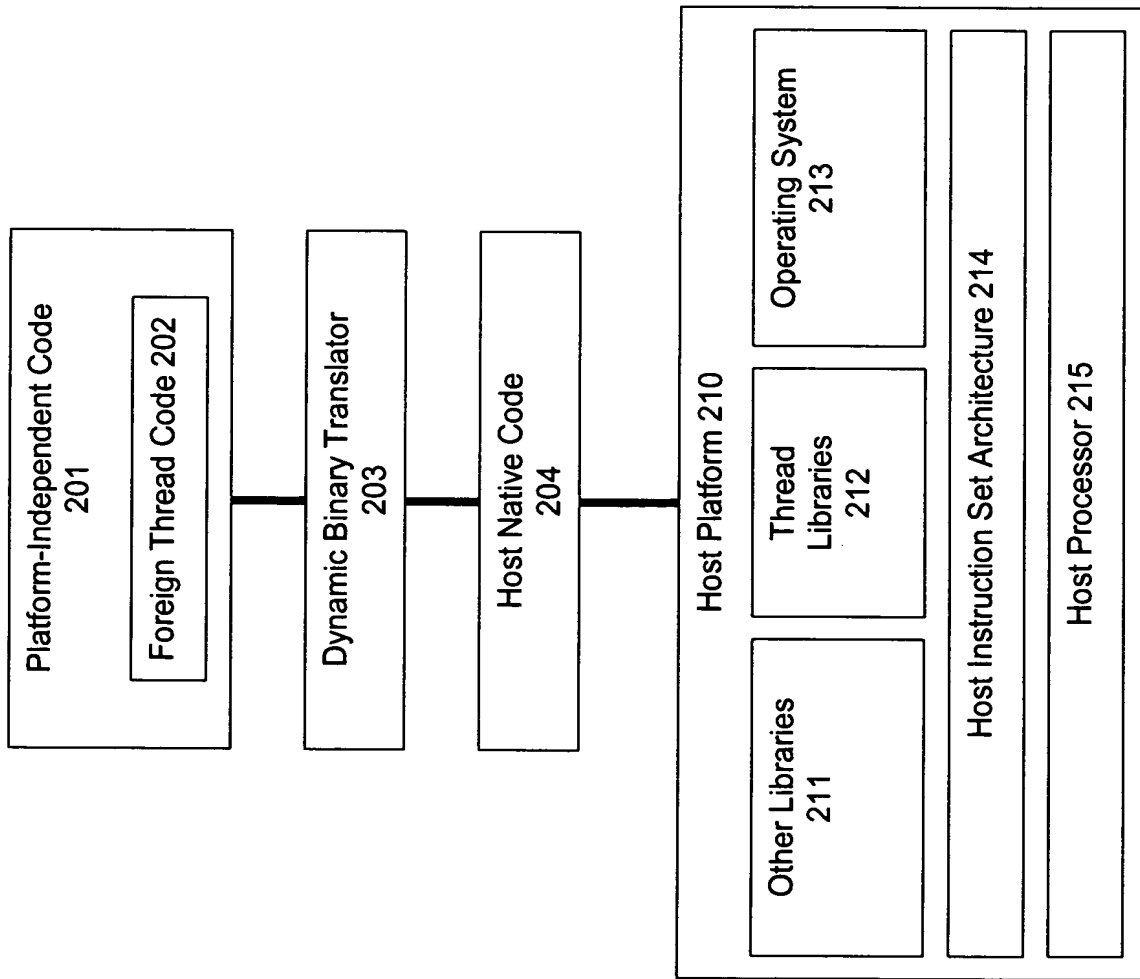 Platform-Independent Code
201
Foreign Thread Code 202
Dynamic Binary Translator
203
Host Native Code
204
Host Platform 210
Other Libraries
211
Thread
Libraries
212
Operating System
213
Host Instruction Set Architecture 214
Host Processor 215